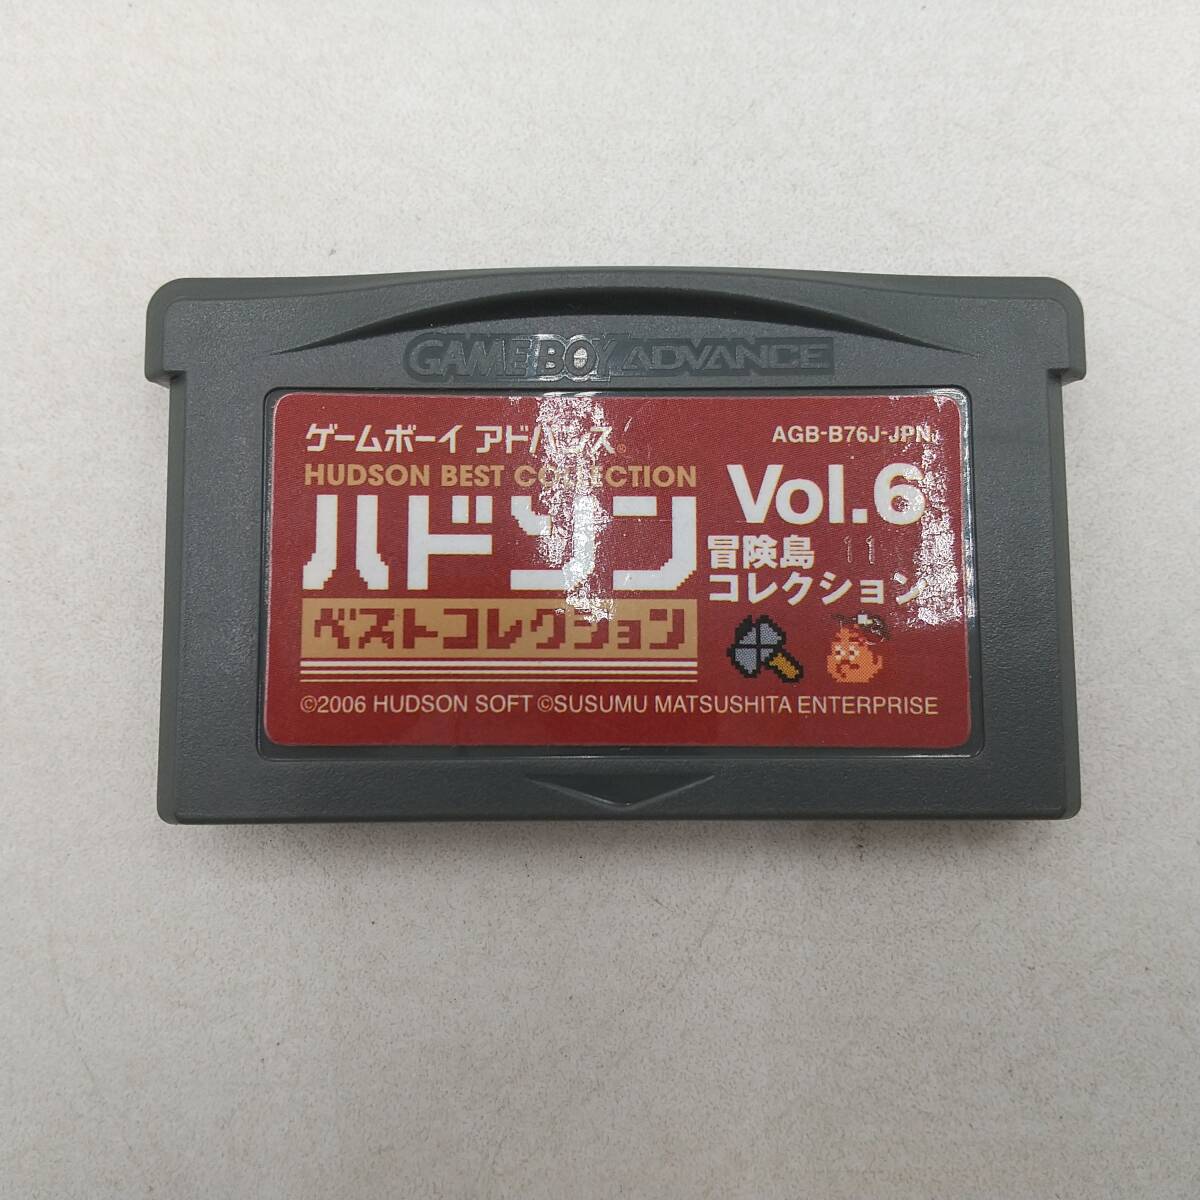 GAME BOY ADVANCE
ゲームボーイ アドバンス®
AGB-B76J-JPN
HUDSON BEST COLLECTION
ハドソン
ベストコレクション
Vol.6
冒険島
11
コレクション
©2006 HUDSON SOFT ©SUSUMU MATSUSHITA ENTERPRISE